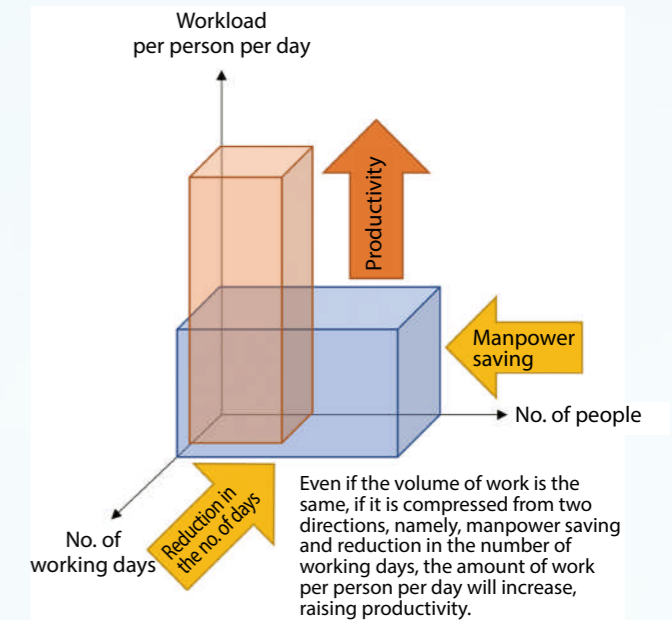 Workload
per person per day
Productivity
Manpower
saving
No. of people
Reduction in
the no. of days
No. of
working days
Even if the volume of work is the
same, if it is compressed from two
directions, namely, manpower saving
and reduction in the number of
working days, the amount of work
per person per day will increase,
raising productivity.